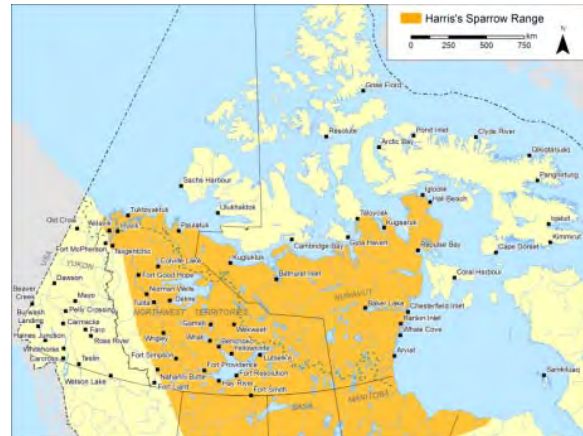 Harris's Sparrow Range
km
0 125 250 500 750
N
Grise Fiord
Resolute
Arctic Bay
Pond Inlet
Clyde River
Qikiqtarjuaq
Pangnirtung
Sachs Harbour
Ulukhaktok
Igloolik
Hall Beach
Tuktoyaktuk
Taloyoak
Kugaaruk
Iqaluit
Old Crow
Aklavik
Inuvik
Paulatuk
Gjoa Haven
Kimmirut
Fort McPherson
Tsiigehtchic
Cambridge Bay
Repulse Bay
Cape Dorset
USA
YUKON
Colville Lake
Kugluktuk
Bathurst Inlet
Coral Harbour
Dawson
Fort Good Hope
Beaver
Creek
Mayo
Norman Wells
NUNAVUT
Burwash
Landing
Pelly Crossing
Tulita
Deline
Baker Lake
Chesterfield Inlet
NORTHWEST TERRITORIES
Rankin Inlet
Carmacks
Faro
Gameti
Wekweeti
Whale Cove
Haines Junction
Ross River
Wrigley
Whati
Behchoko
Yellowknife
Arviat
Whitehorse
Fort Simpson
Lutselk'e
Carcross
Teslin
Fort Providence
Fort Resolution
Watson Lake
Nahanni Butte
Hay River
Sanikiluaq
Fort Liard
Fort Smith
SASK
MANITOBA